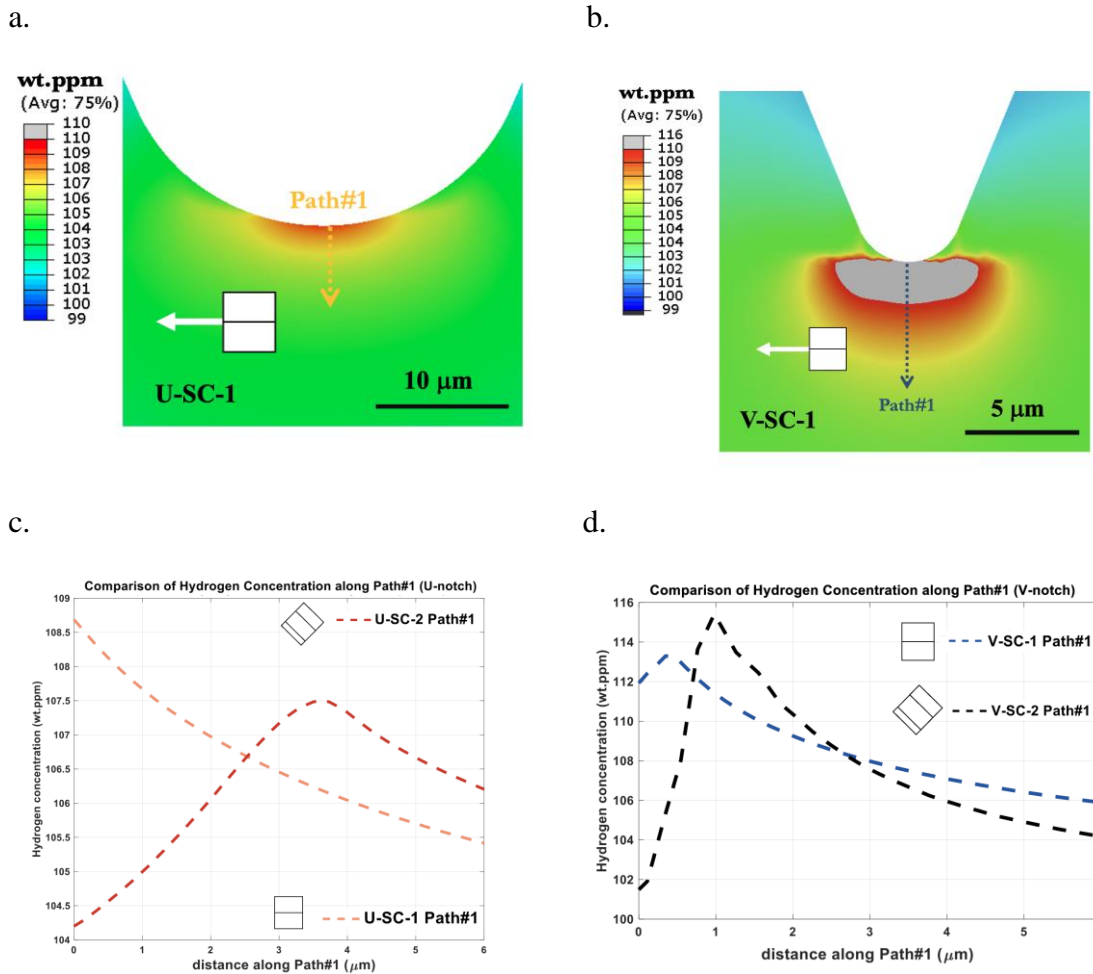 a.
b.
wt.ppm
(Avg: 75%)
110
110
109
108
107
106
105
104
103
102
101
100
99
Path#1
U-SC-1
10 μm
wt.ppm
(Avg: 75%)
116
110
109
108
107
106
105
104
103
102
101
100
99
Path#1
V-SC-1
5 μm
c.
d.
Comparison of Hydrogen Concentration along Path#1 (U-notch)
Hydrogen concentration (wt.ppm)
109
108.5
108
107.5
107
106.5
106
105.5
105
104.5
104
U-SC-2 Path#1
U-SC-1 Path#1
0 1 2 3 4 5 6
distance along Path#1 (μm)
Comparison of Hydrogen Concentration along Path#1 (V-notch)
Hydrogen concentration (wt.ppm)
116
114
112
110
108
106
104
102
100
V-SC-1 Path#1
V-SC-2 Path#1
0 1 2 3 4 5
distance along Path#1 (μm)